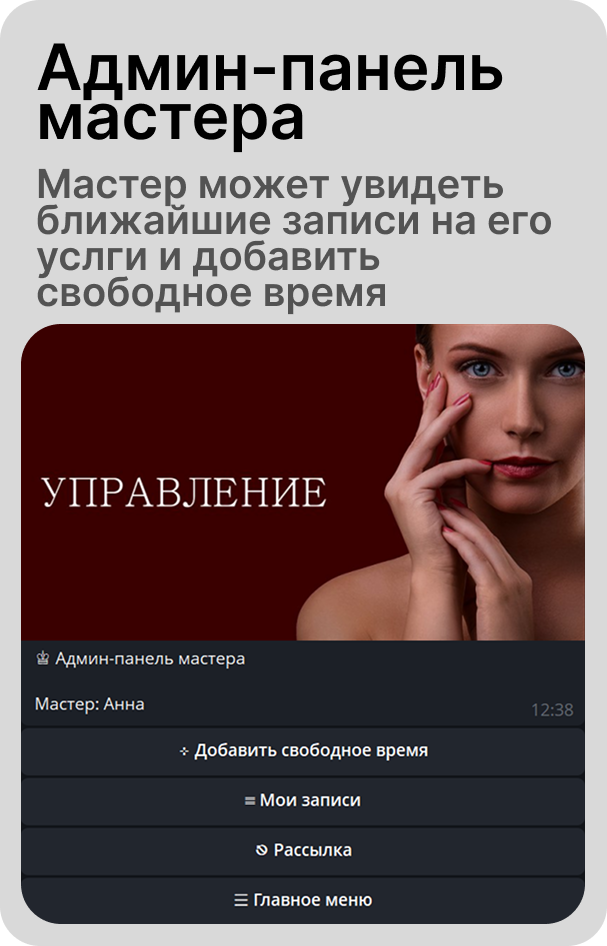 Админ-панель
мастера
Мастер может увидеть
ближайшие записи на его
услги и добавить
свободное время
УПРАВЛЕНИЕ
♔ Админ-панель мастера
Мастер: Анна
12:38
⊹ Добавить свободное время
≡ Мои записи
⦰ Рассылка
☰ Главное меню